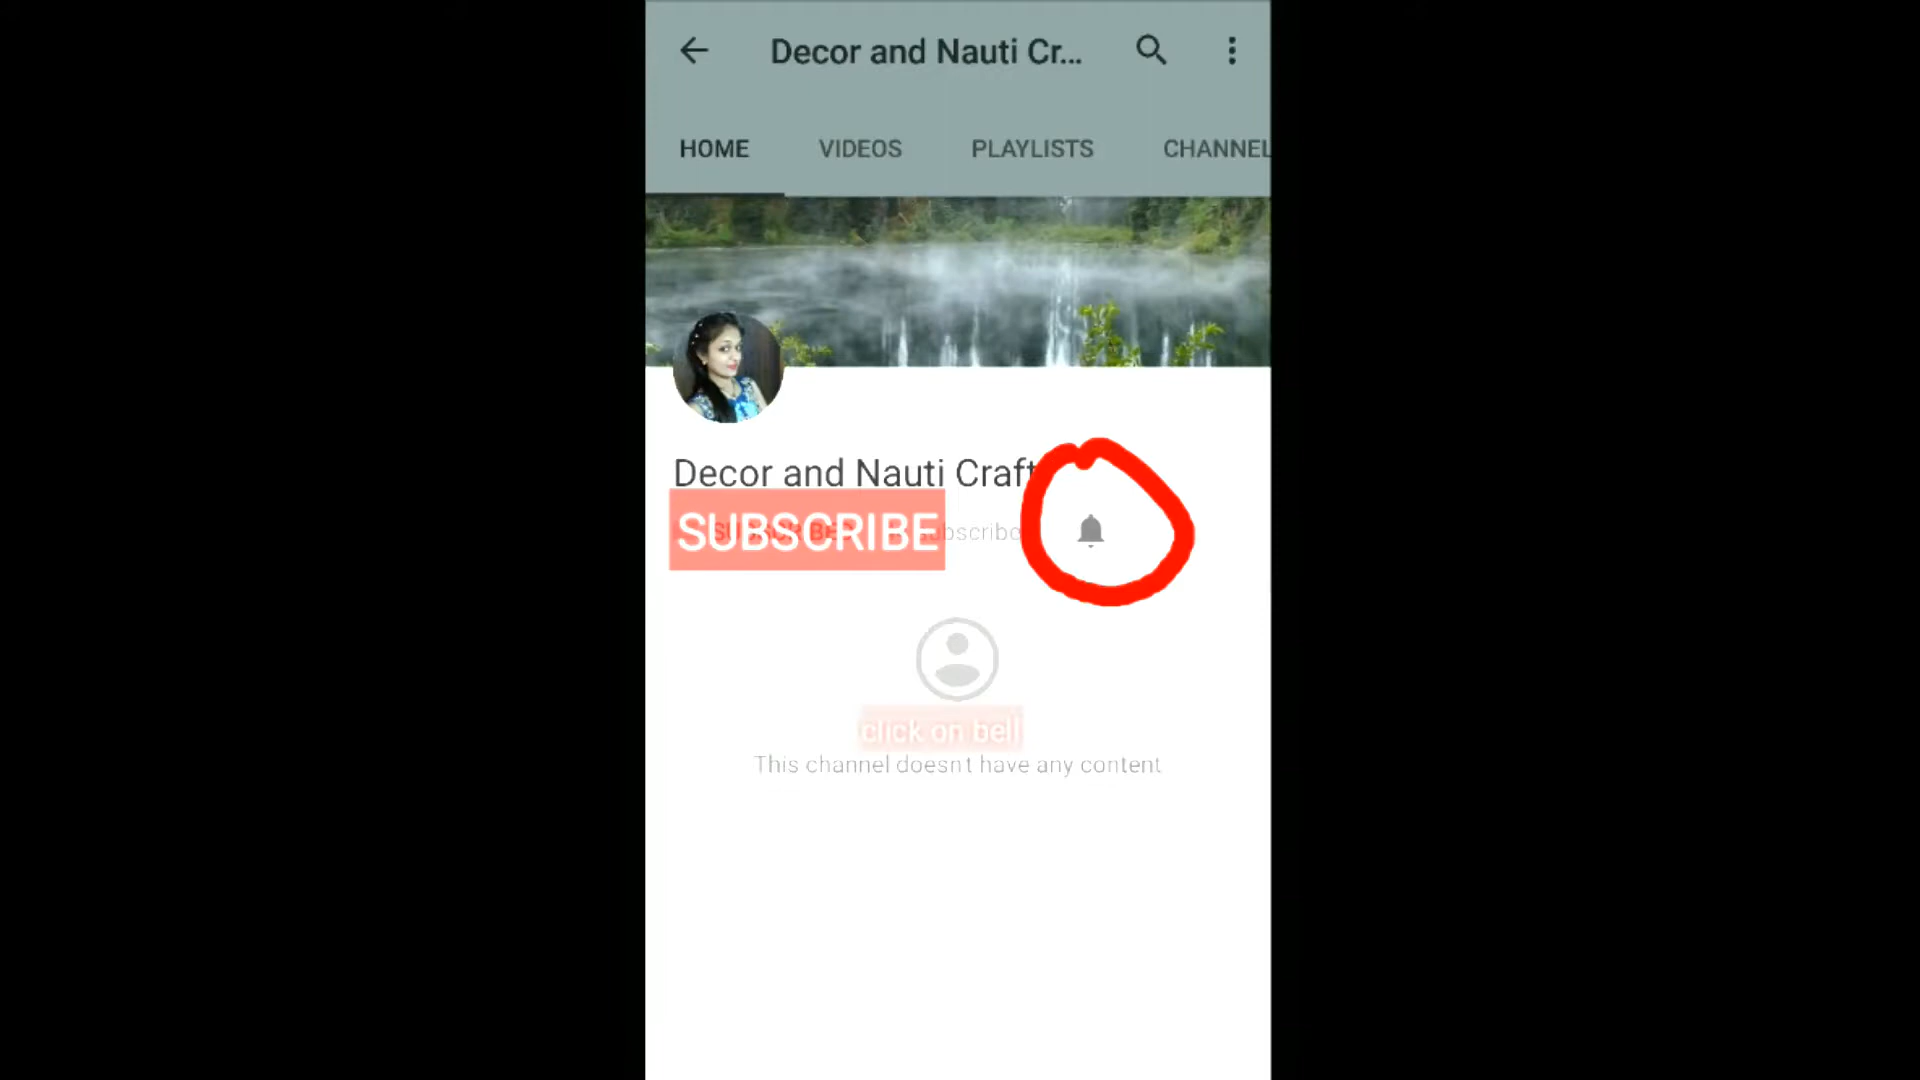 Decor and Nauti Cr...
HOME VIDEOS PLAYLISTS CHANNEL
Decor and Nauti Craft
SUBSCRIBE
click on bell
This channel doesn't have any content